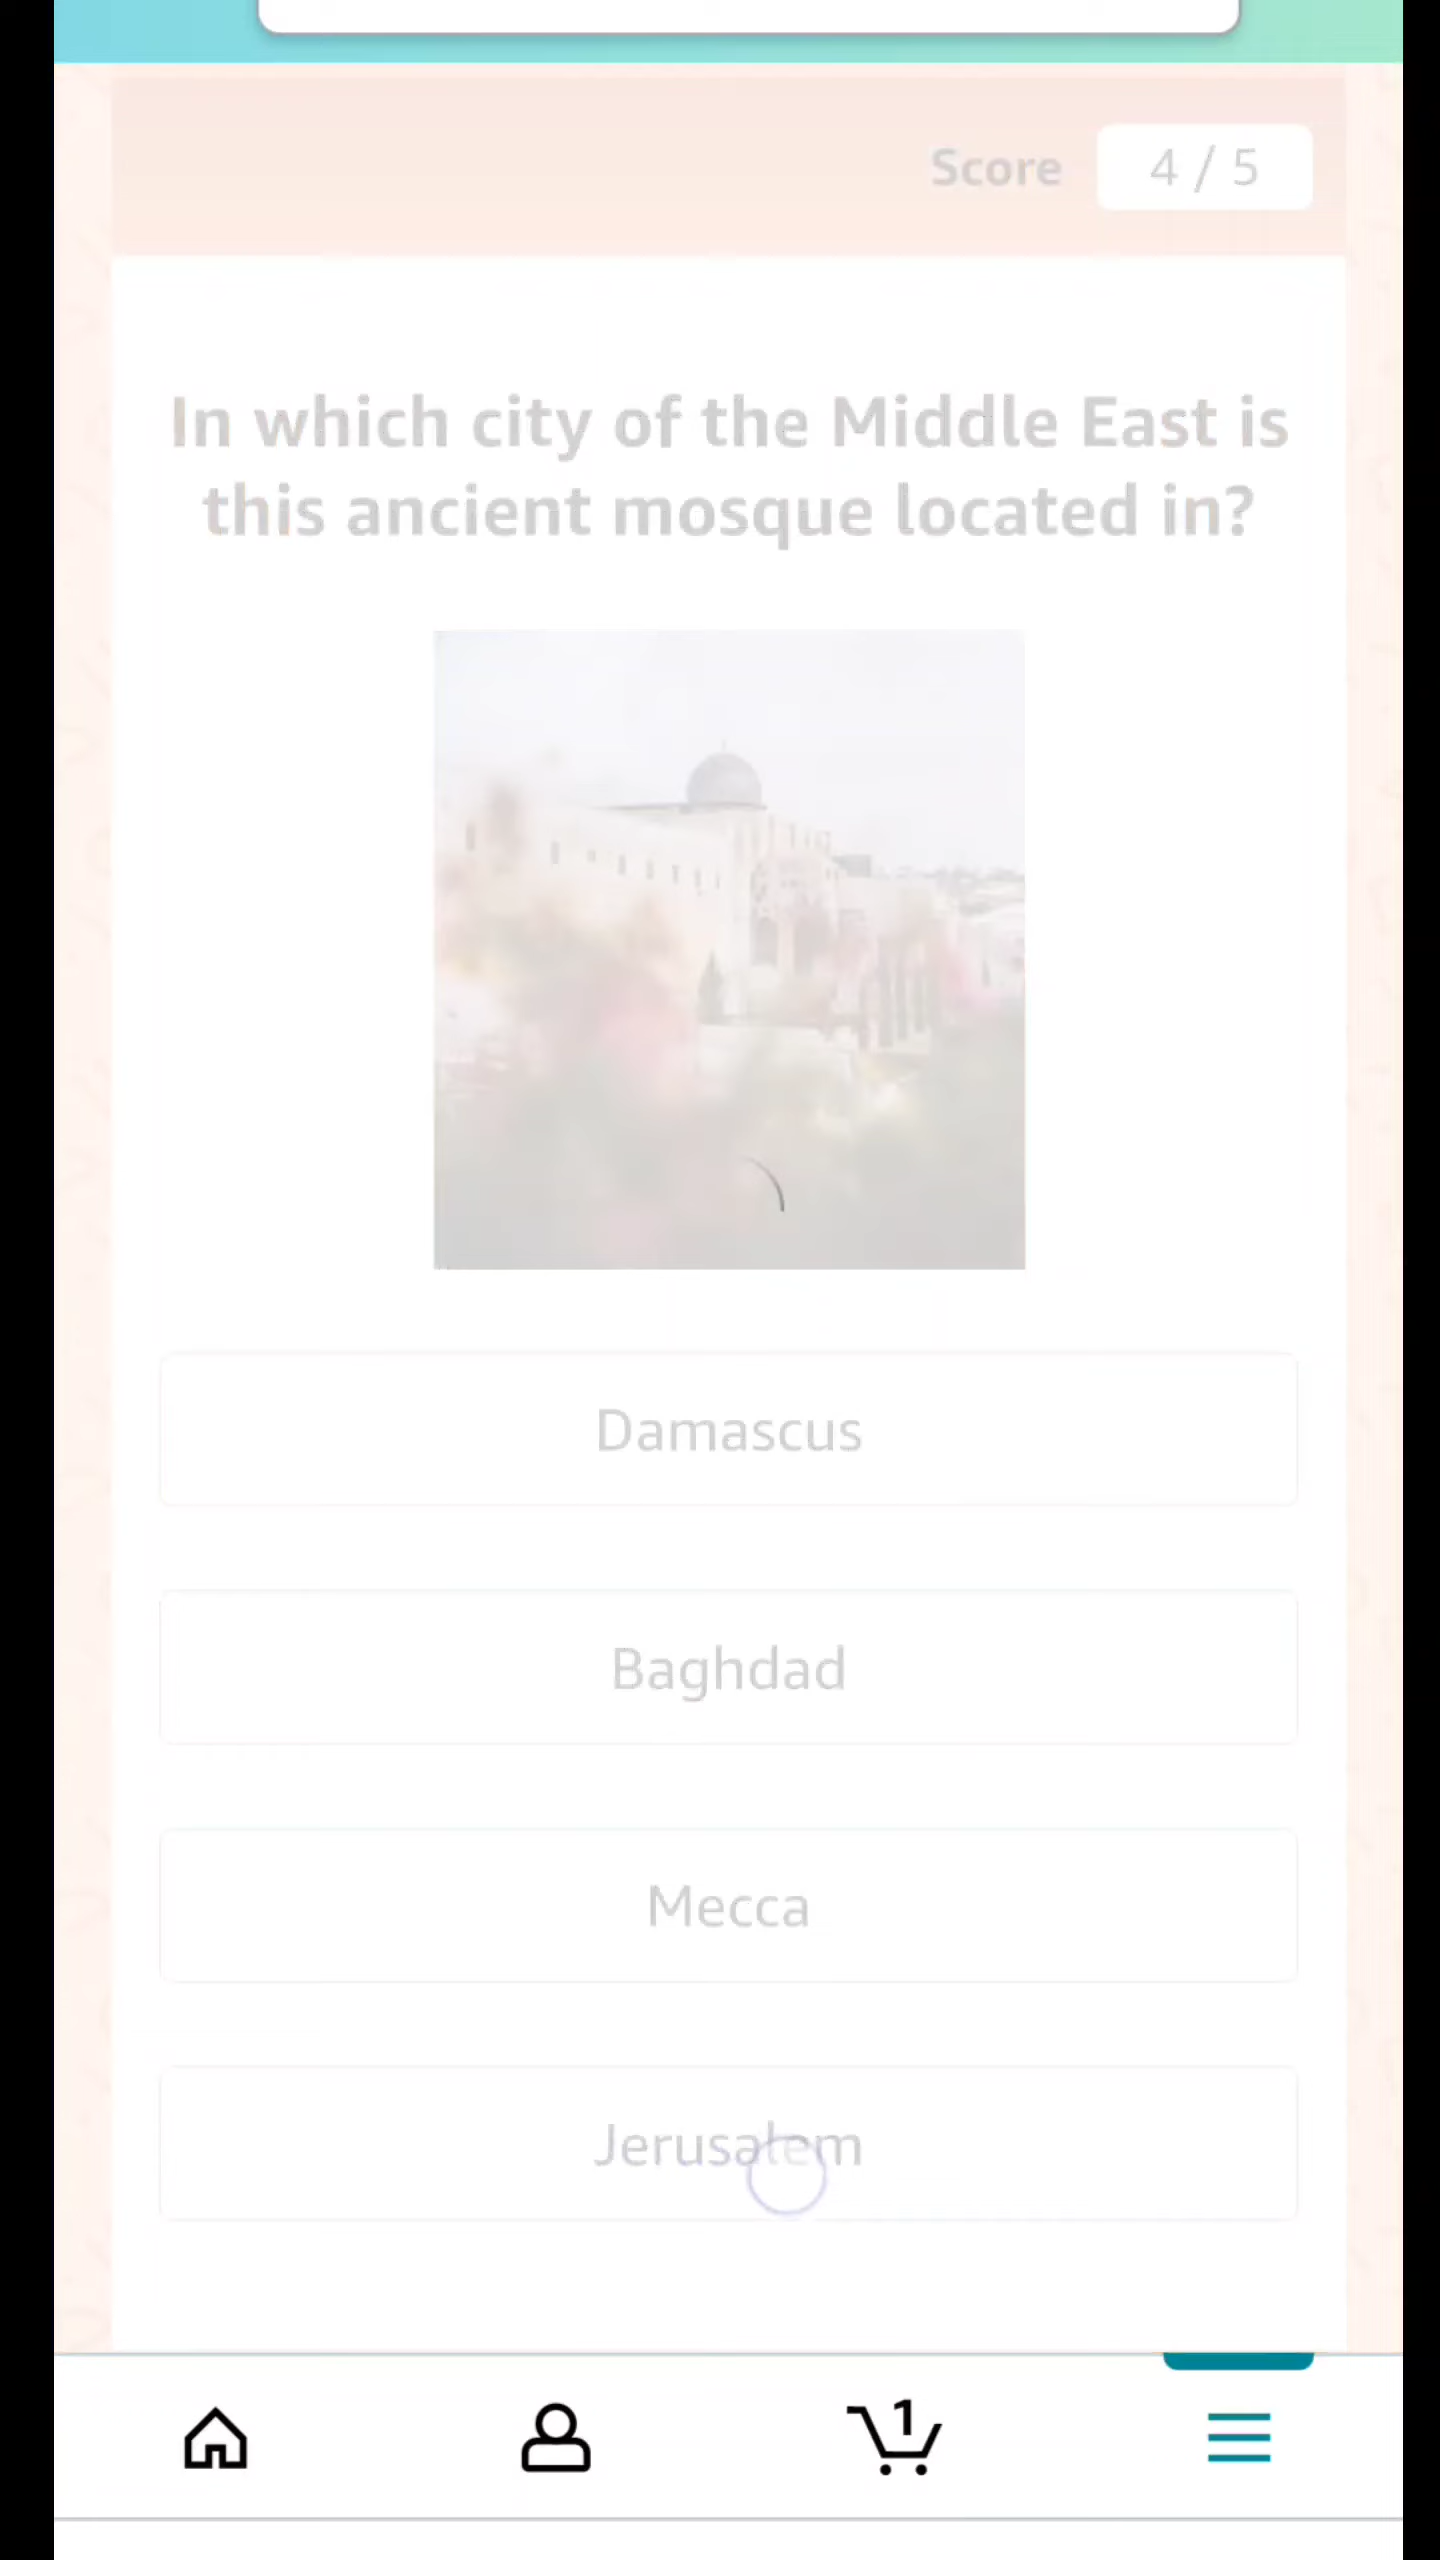 Score 4 / 5
In which city of the Middle East is
this ancient mosque located in?
Damascus
Baghdad
Mecca
Jerusalem
1